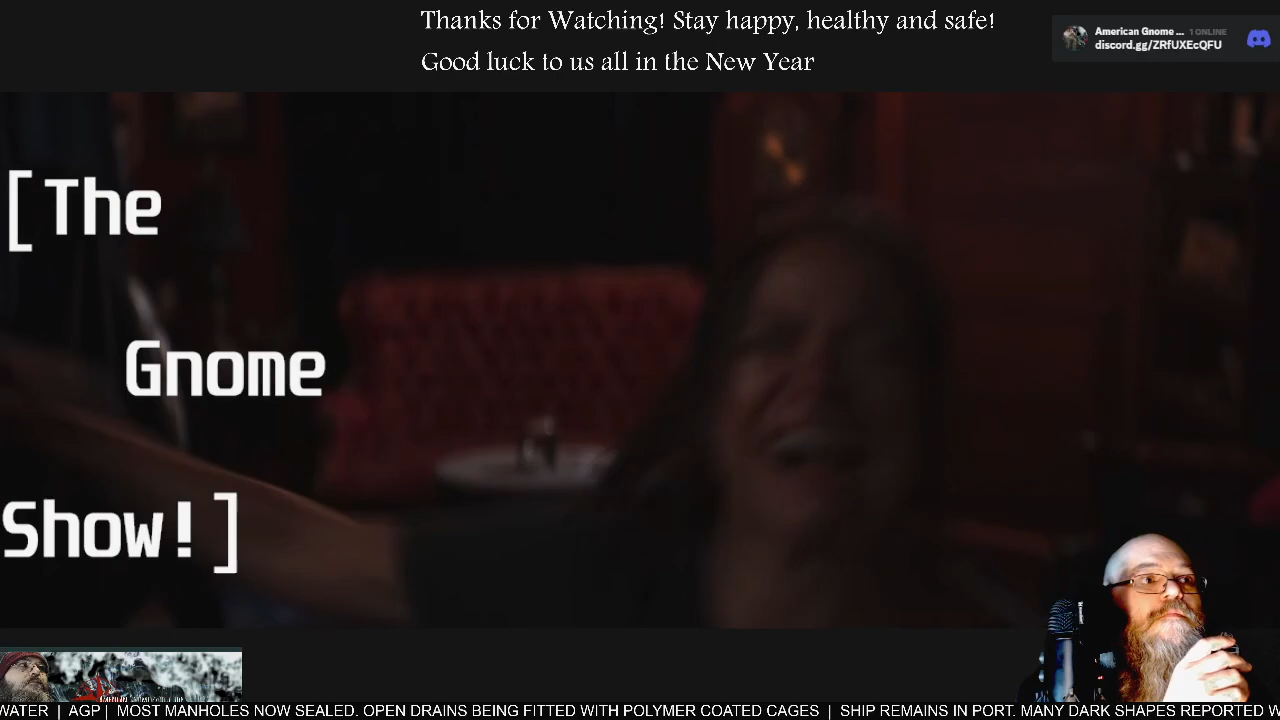 Thanks for Watching! Stay happy, healthy and safe!
Good luck to us all in the New Year
American Gnome ... 1 ONLINE
discord.gg/ZRfUXEcQFU
[The
Gnome
Show!]
WATER | AGP | MOST MANHOLES NOW SEALED. OPEN DRAINS BEING FITTED WITH POLYMER COATED CAGES | SHIP REMAINS IN PORT. MANY DARK SHAPES REPORTED W